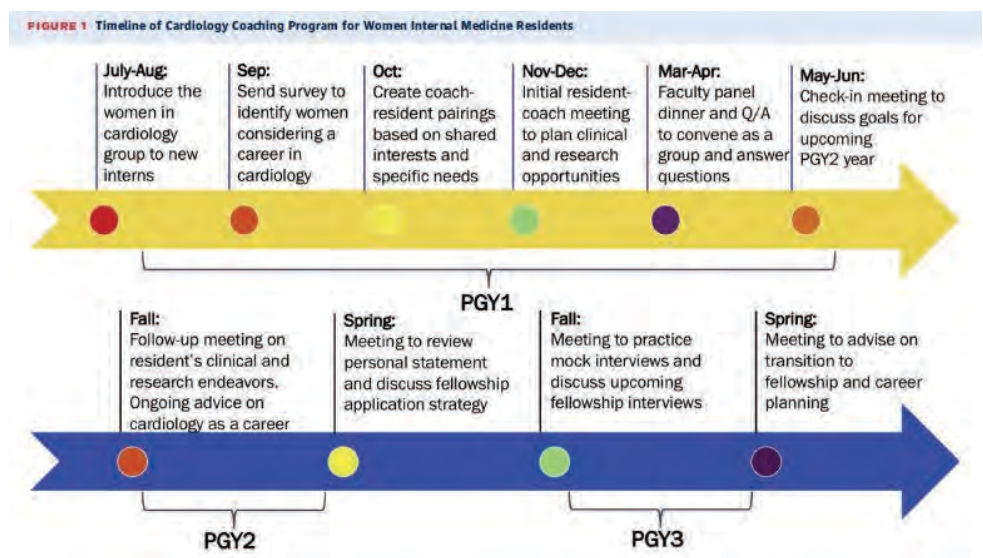 FIGURE 1 Timeline of Cardiology Coaching Program for Women Internal Medicine Residents
July-Aug:
Introduce the
women in
cardiology
group to new
interns
Sep:
Send survey to
identify women
considering a
career in
cardiology
Oct:
Create coach-
resident pairings
based on shared
interests and
specific needs
Nov-Dec:
Initial resident-
coach meeting
to plan clinical
and research
opportunities
Mar-Apr:
Faculty panel
dinner and Q/A
to convene as a
group and answer
questions
May-Jun:
Check-in meeting to
discuss goals for
upcoming
PGY2 year
PGY1
Fall:
Follow-up meeting on
resident's clinical and
research endeavors.
Ongoing advice on
cardiology as a career
Spring:
Meeting to review
personal statement
and discuss fellowship
application strategy
Fall:
Meeting to practice
mock interviews and
discuss upcoming
fellowship interviews
Spring:
Meeting to advise on
transition to
fellowship and career
planning
PGY2
PGY3